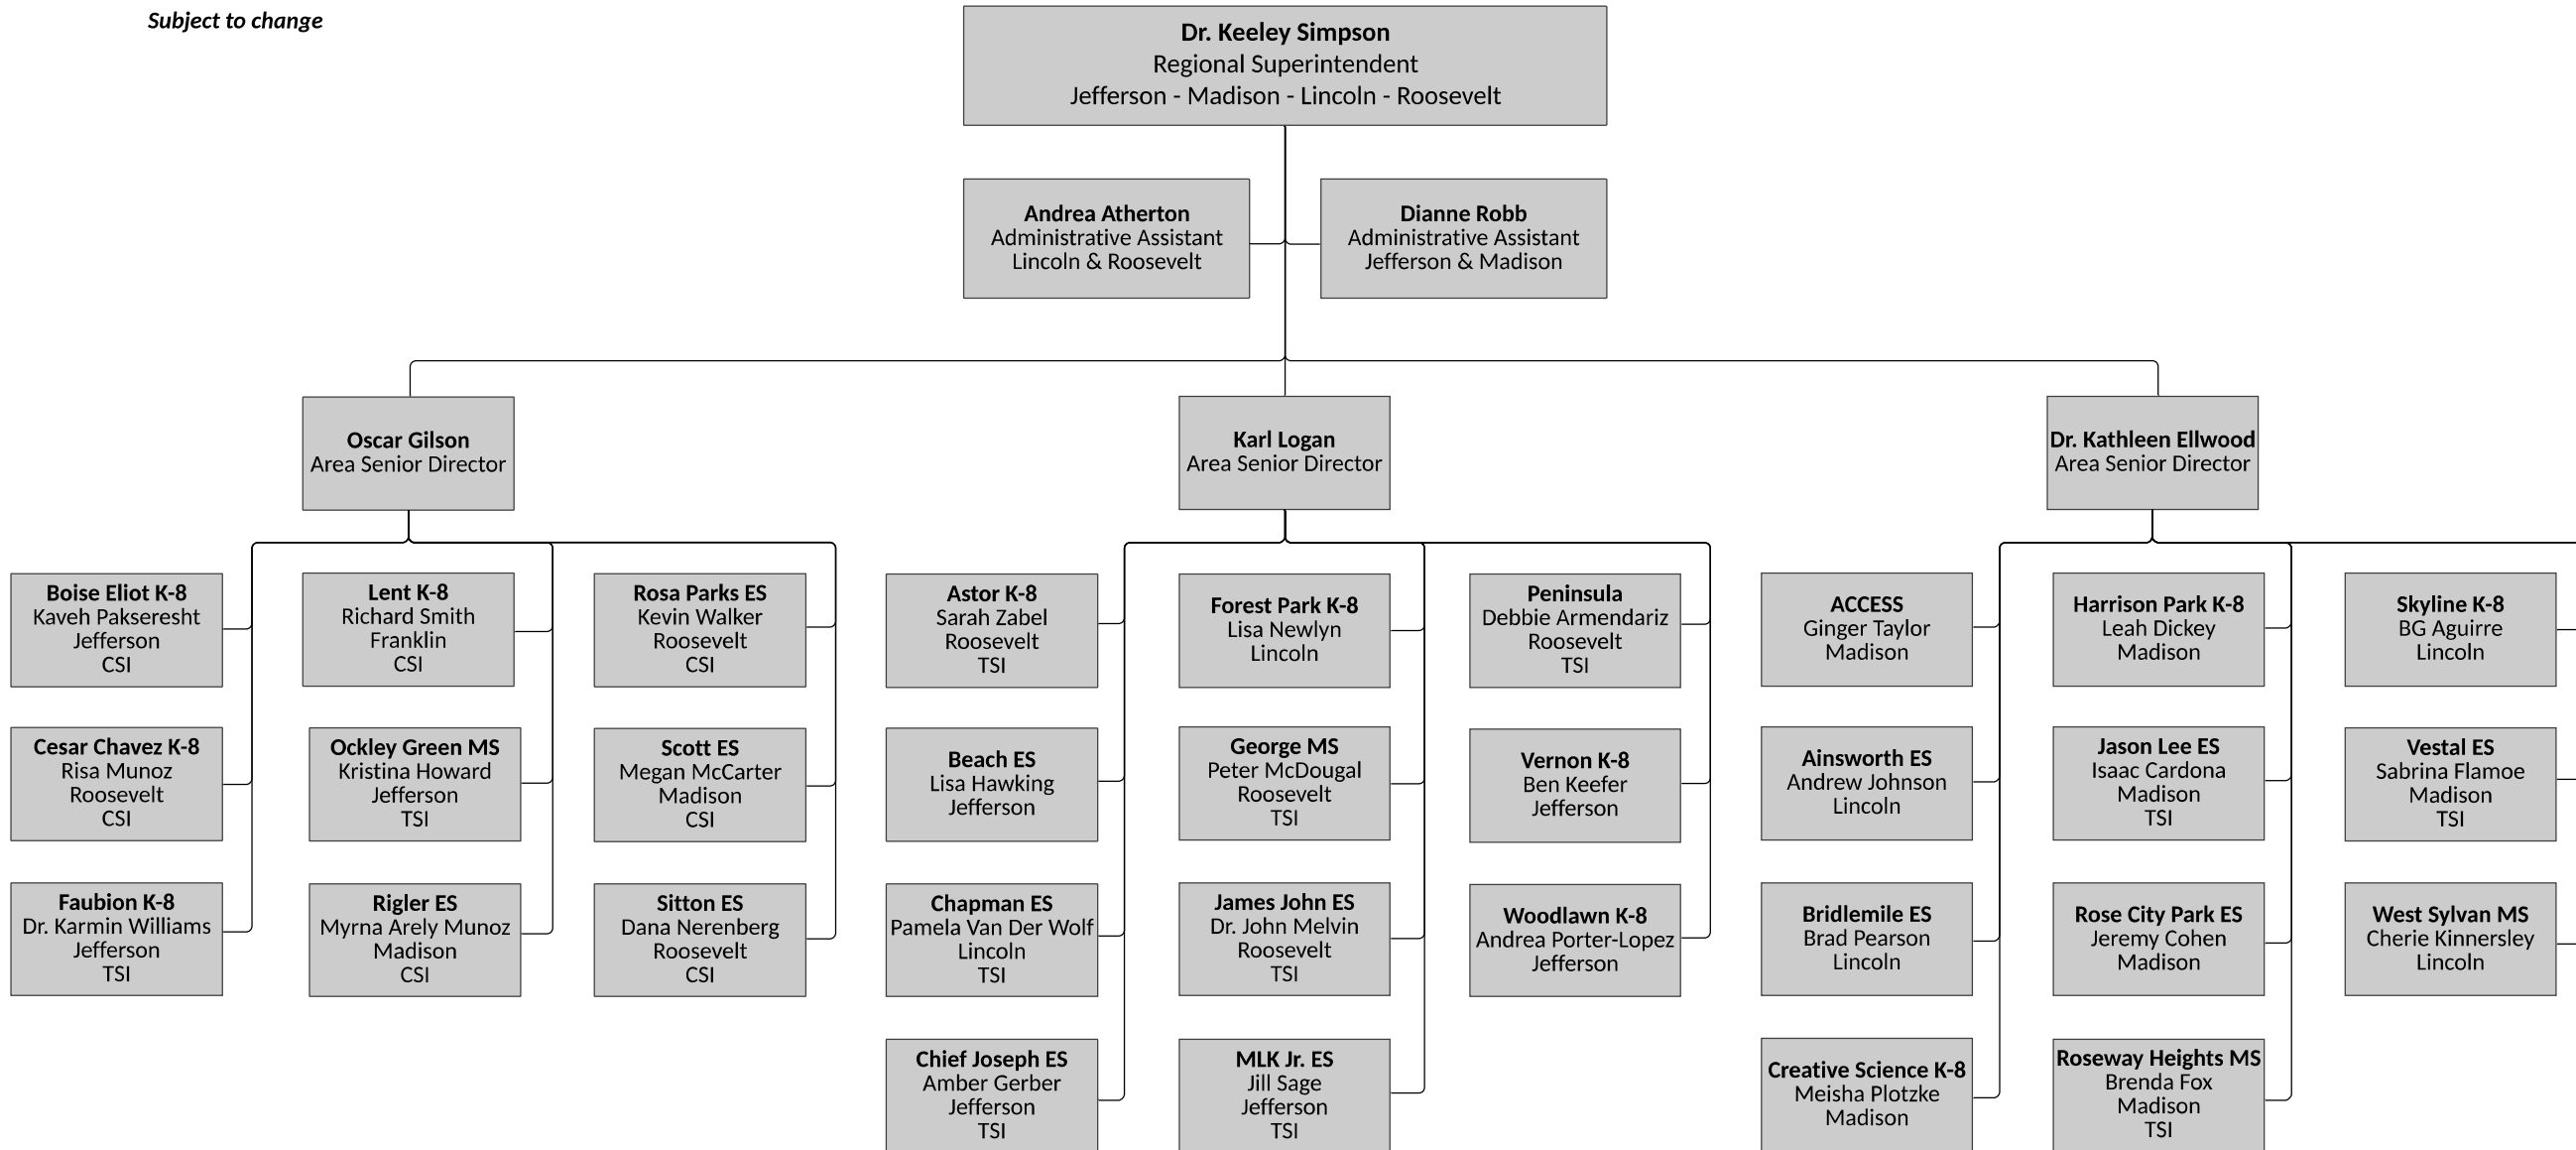 Subject to change
Dr. Keeley Simpson
Regional Superintendent
Jefferson - Madison - Lincoln - Roosevelt
Andrea Atherton
Administrative Assistant
Lincoln & Roosevelt
Dianne Robb
Administrative Assistant
Jefferson & Madison
Oscar Gilson
Area Senior Director
Karl Logan
Area Senior Director
Dr. Kathleen Ellwood
Area Senior Director
Boise Eliot K-8
Kaveh Pakseresht
Jefferson
CSI
Lent K-8
Richard Smith
Franklin
CSI
Rosa Parks ES
Kevin Walker
Roosevelt
CSI
Astor K-8
Sarah Zabel
Roosevelt
TSI
Forest Park K-8
Lisa Newlyn
Lincoln
Peninsula
Debbie Armendariz
Roosevelt
TSI
ACCESS
Ginger Taylor
Madison
Harrison Park K-8
Leah Dickey
Madison
Skyline K-8
BG Aguirre
Lincoln
Cesar Chavez K-8
Risa Munoz
Roosevelt
CSI
Ockley Green MS
Kristina Howard
Jefferson
TSI
Scott ES
Megan McCarter
Madison
CSI
Beach ES
Lisa Hawking
Jefferson
George MS
Peter McDougal
Roosevelt
TSI
Vernon K-8
Ben Keefer
Jefferson
Ainsworth ES
Andrew Johnson
Lincoln
Jason Lee ES
Isaac Cardona
Madison
TSI
Vestal ES
Sabrina Flamoe
Madison
TSI
Faubion K-8
Dr. Karmin Williams
Jefferson
TSI
Rigler ES
Myrna Arely Munoz
Madison
CSI
Sitton ES
Dana Nerenberg
Roosevelt
CSI
Chapman ES
Pamela Van Der Wolf
Lincoln
TSI
James John ES
Dr. John Melvin
Roosevelt
TSI
Woodlawn K-8
Andrea Porter-Lopez
Jefferson
Bridlemile ES
Brad Pearson
Lincoln
Rose City Park ES
Jeremy Cohen
Madison
West Sylvan MS
Cherie Kinnersley
Lincoln
Chief Joseph ES
Amber Gerber
Jefferson
TSI
MLK Jr. ES
Jill Sage
Jefferson
TSI
Creative Science K-8
Meisha Plotzke
Madison
Roseway Heights MS
Brenda Fox
Madison
TSI